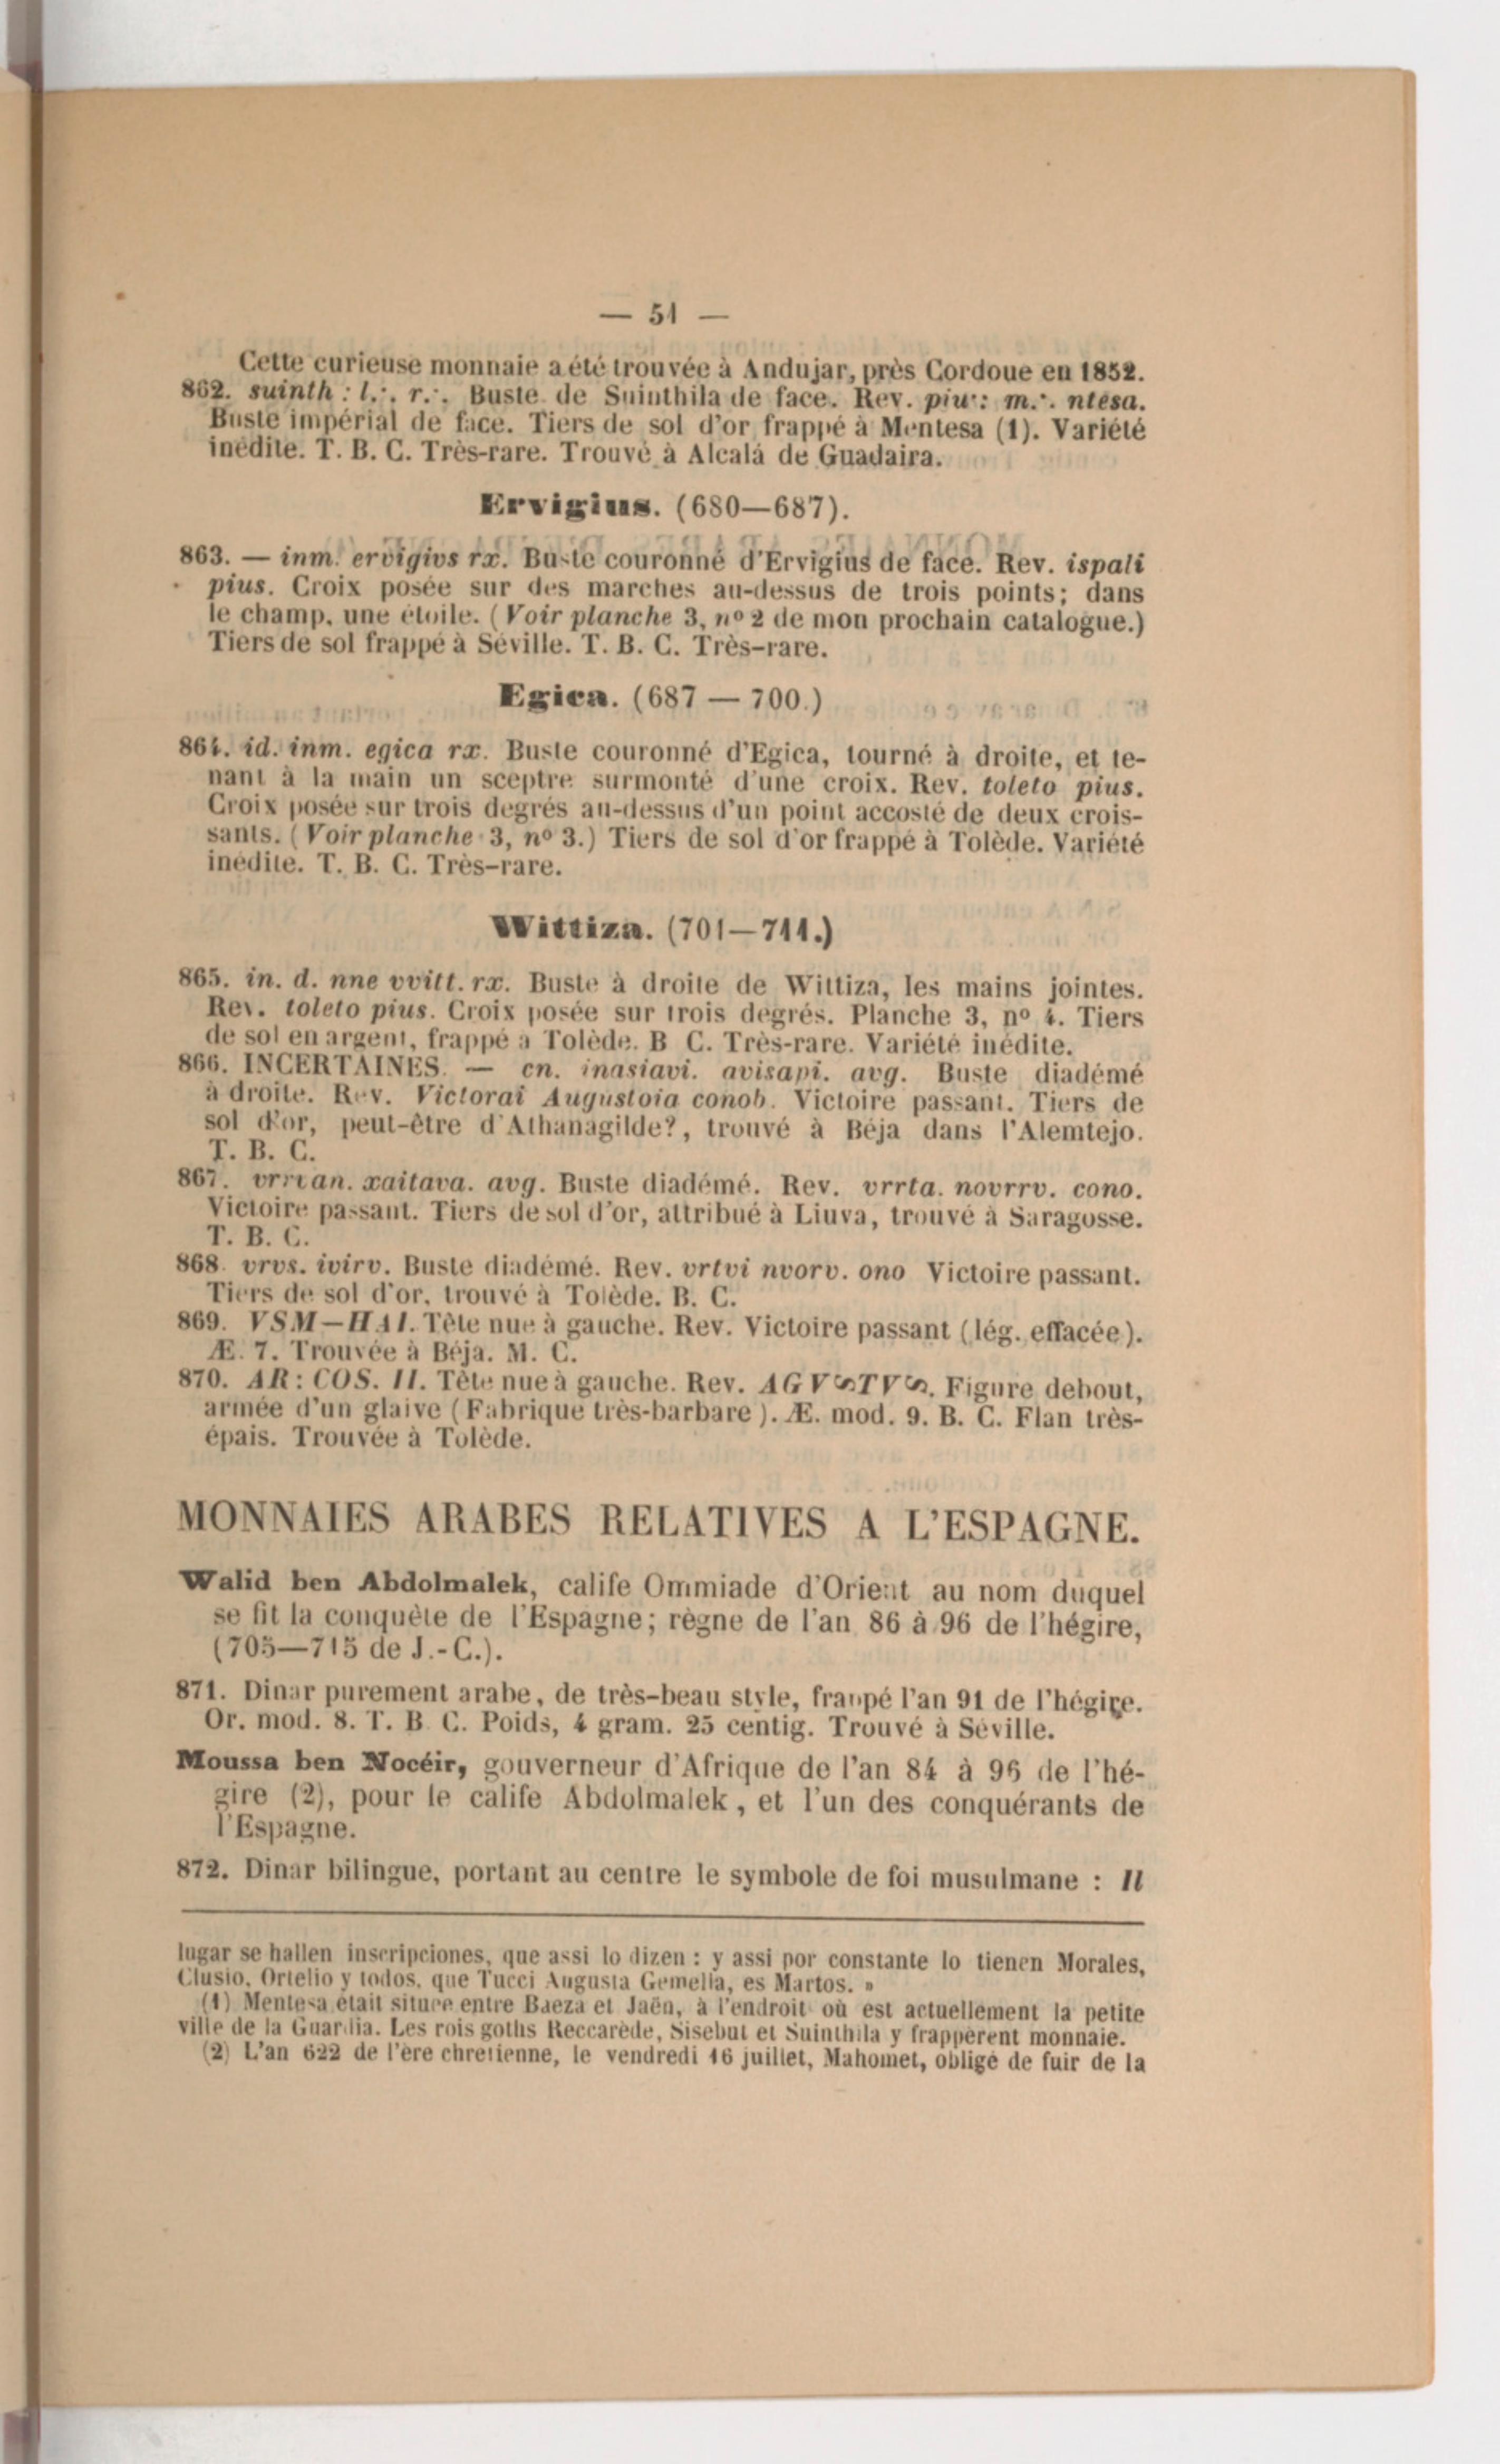 — 51 —
Cette curieuse monnaie a été trouvée à Andujar, près Cordoue en 1852.
862. suinth : l.·. r.·. Buste de Suinthila de face. Rev. piu·: m.·. ntesa.
Buste impérial de face. Tiers de sol d'or frappé à Mentesa (1). Variété
inédite. T. B. C. Très-rare. Trouvé à Alcalá de Guadaira.
Ervigius. (680—687).
863. — inm. ervigivs rx. Buste couronné d'Ervigius de face. Rev. ispali
pius. Croix posée sur des marches au-dessus de trois points; dans
le champ, une étoile. (Voir planche 3, nº 2 de mon prochain catalogue.)
Tiers de sol frappé à Séville. T. B. C. Très-rare.
Egica. (687 — 700.)
864. id. inm. egica rx. Buste couronné d'Egica, tourné à droite, et te-
nant à la main un sceptre surmonté d'une croix. Rev. toleto pius.
Croix posée sur trois degrés au-dessus d'un point accosté de deux crois-
sants. (Voir planche 3, nº 3.) Tiers de sol d'or frappé à Tolède. Variété
inédite. T. B. C. Très-rare.
Wittiza. (701—711.)
865. in. d. nne vvitt. rx. Buste à droite de Wittiza, les mains jointes.
Rev. toleto pius. Croix posée sur trois degrés. Planche 3, nº 4. Tiers
de sol en argent, frappé à Tolède. B C. Très-rare. Variété inédite.
866. INCERTAINES. — cn. inasiavi. avisapi. avg. Buste diadémé
à droite. Rev. Victorai Augustoia conob. Victoire passant. Tiers de
sol d'or, peut-être d'Athanagilde?, trouvé à Béja dans l'Alemtejo.
T. B. C.
867. vrrian. xaitava. avg. Buste diadémé. Rev. vrrta. novrrv. cono.
Victoire passant. Tiers de sol d'or, attribué à Liuva, trouvé à Saragosse.
T. B. C.
868. vrvs. ivirv. Buste diadémé. Rev. vrtvi nvorv. ono Victoire passant.
Tiers de sol d'or, trouvé à Tolède. B. C.
869. VSM—HAI. Tête nue à gauche. Rev. Victoire passant (lég. effacée).
Æ. 7. Trouvée à Béja. M. C.
870. AR: COS. II. Tête nue à gauche. Rev. AGVSTVS. Figure debout,
armée d'un glaive (Fabrique très-barbare). Æ. mod. 9. B. C. Flan très-
épais. Trouvée à Tolède.
MONNAIES ARABES RELATIVES A L'ESPAGNE.
Walid ben Abdolmalek, calife Ommiade d'Orient au nom duquel
se fit la conquête de l'Espagne; règne de l'an 86 à 96 de l'hégire,
(705—715 de J.-C.).
871. Dinar purement arabe, de très-beau style, frappé l'an 91 de l'hégire.
Or. mod. 8. T. B C. Poids, 4 gram. 25 centig. Trouvé à Séville.
Moussa ben Nocéir, gouverneur d'Afrique de l'an 84 à 96 de l'hé-
gire (2), pour le calife Abdolmalek, et l'un des conquérants de
l'Espagne.
872. Dinar bilingue, portant au centre le symbole de foi musulmane : Il
lugar se hallen inscripciones, que assi lo dizen : y assi por constante lo tienen Morales,
Clusio, Ortelio y todos, que Tucci Augusta Gemella, es Martos. »
(1) Mentesa était située entre Baeza et Jaën, à l'endroit où est actuellement la petite
ville de la Guardia. Les rois goths Reccarède, Sisebut et Suinthila y frappèrent monnaie.
(2) L'an 622 de l'ère chretienne, le vendredi 16 juillet, Mahomet, obligé de fuir de la